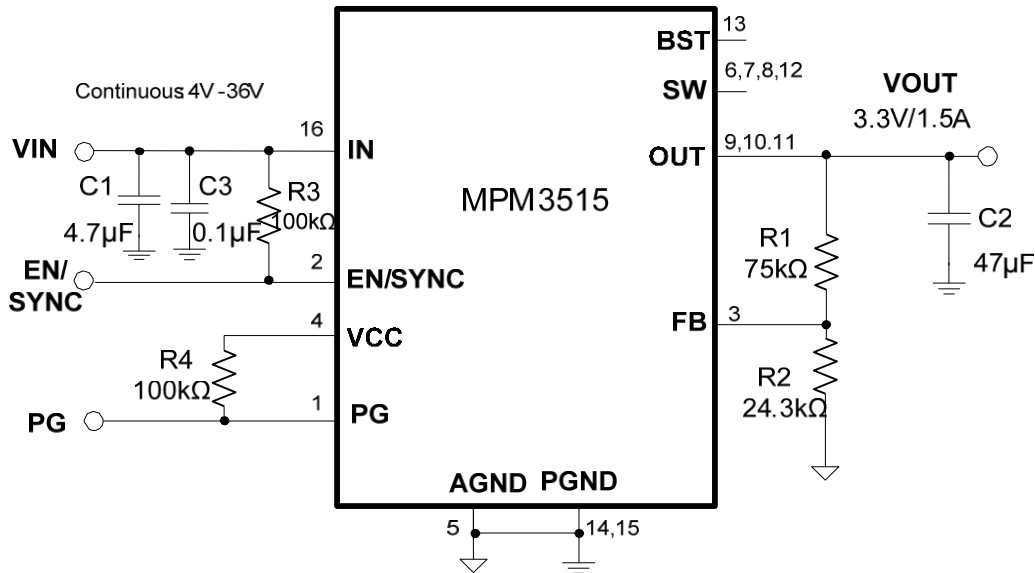 13
BST
6,7,8,12
SW
VOUT
3.3V/1.5A
Continuous:4V-36V
16
VIN
IN
OUT
9,10.11
C1
C3
R3
MPM3515
100kΩ
4.7µF
0.1µF
C2
R1
75kΩ
47µF
2
EN/
SYNC
EN/SYNC
4
VCC
FB
3
R4
100kΩ
R2
24.3kΩ
1
PG
PG
AGND
PGND
5
14,15